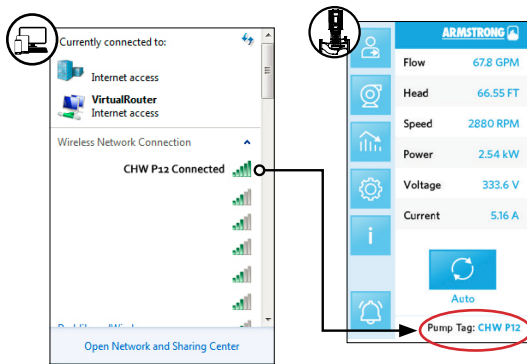 Currently connected to:
Internet access
VirtualRouter
Internet access
Wireless Network Connection
CHW P12 Connected
Open Network and Sharing Center
ARMSTRONG
Flow 67.8 GPM
Head 66.55 FT
Speed 2880 RPM
Power 2.54 kW
Voltage 333.6 V
Current 5.16 A
i
Auto
Pump Tag: CHW P12